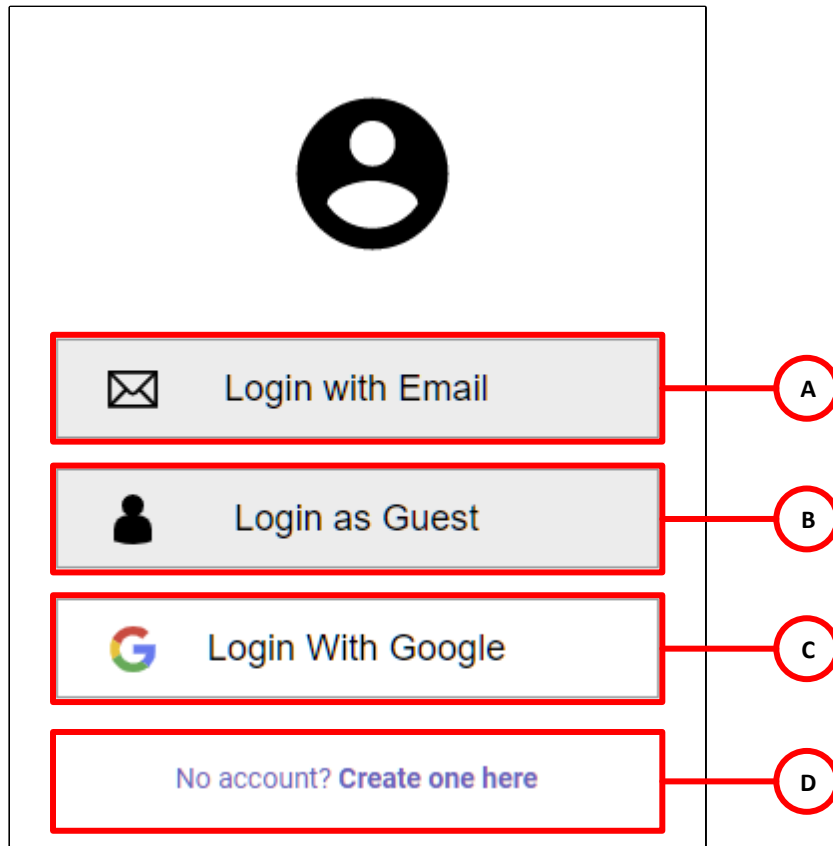 Login with Email
A
Login as Guest
B
Login With Google
C
No account? Create one here
D